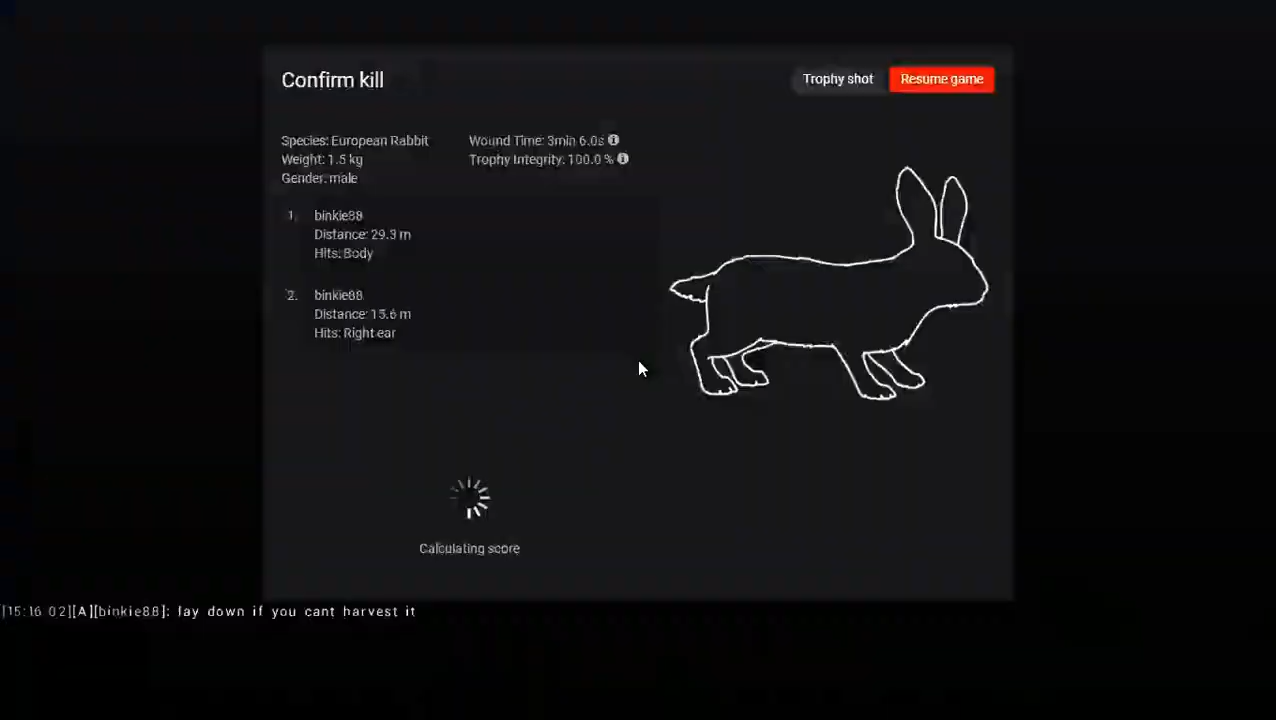 Confirm kill
Trophy shot
Resume game
Species: European Rabbit
Weight: 1.5 kg
Gender: male
Wound Time: 3min 6.0s
Trophy Integrity: 100.0 %
1. binkie88
Distance: 29.3 m
Hits: Body
2. binkie88
Distance: 15.6 m
Hits: Right ear
Calculating score
[15:16 02][A][binkie88]: lay down if you cant harvest it